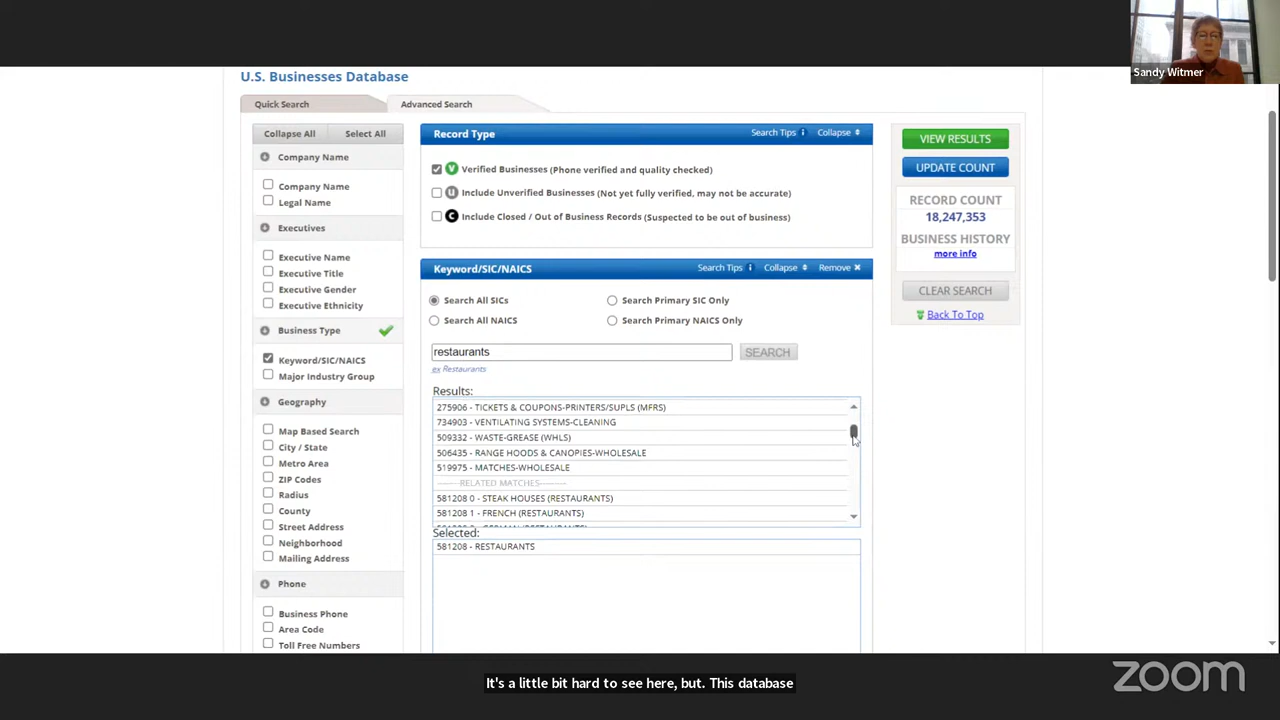 Sandy Witmer
U.S. Businesses Database
Quick Search
Advanced Search
Collapse All
Select All
Company Name
Company Name
Legal Name
Executives
Executive Name
Executive Title
Executive Gender
Executive Ethnicity
Business Type
Keyword/SIC/NAICS
Major Industry Group
Geography
Map Based Search
City / State
Metro Area
ZIP Codes
Radius
County
Street Address
Neighborhood
Mailing Address
Phone
Business Phone
Area Code
Toll Free Numbers
Record Type
Search Tips i
Collapse
V Verified Businesses (Phone verified and quality checked)
U Include Unverified Businesses (Not yet fully verified, may not be accurate)
C Include Closed / Out of Business Records (Suspected to be out of business)
Keyword/SIC/NAICS
Search Tips i
Collapse
Remove x
Search All SICs
Search Primary SIC Only
Search All NAICS
Search Primary NAICS Only
restaurants
SEARCH
ex Restaurants
Results:
275906 - TICKETS & COUPONS-PRINTERS/SUPLS (MFRS)
734903 - VENTILATING SYSTEMS-CLEANING
509332 - WASTE-GREASE (WHLS)
506435 - RANGE HOODS & CANOPIES-WHOLESALE
519975 - MATCHES-WHOLESALE
--------RELATED MATCHES--------
581208 0 - STEAK HOUSES (RESTAURANTS)
581208 1 - FRENCH (RESTAURANTS)
Selected:
581208 - RESTAURANTS
VIEW RESULTS
UPDATE COUNT
RECORD COUNT
18,247,353
BUSINESS HISTORY
more info
CLEAR SEARCH
Back To Top
It's a little bit hard to see here, but. This database
zoom